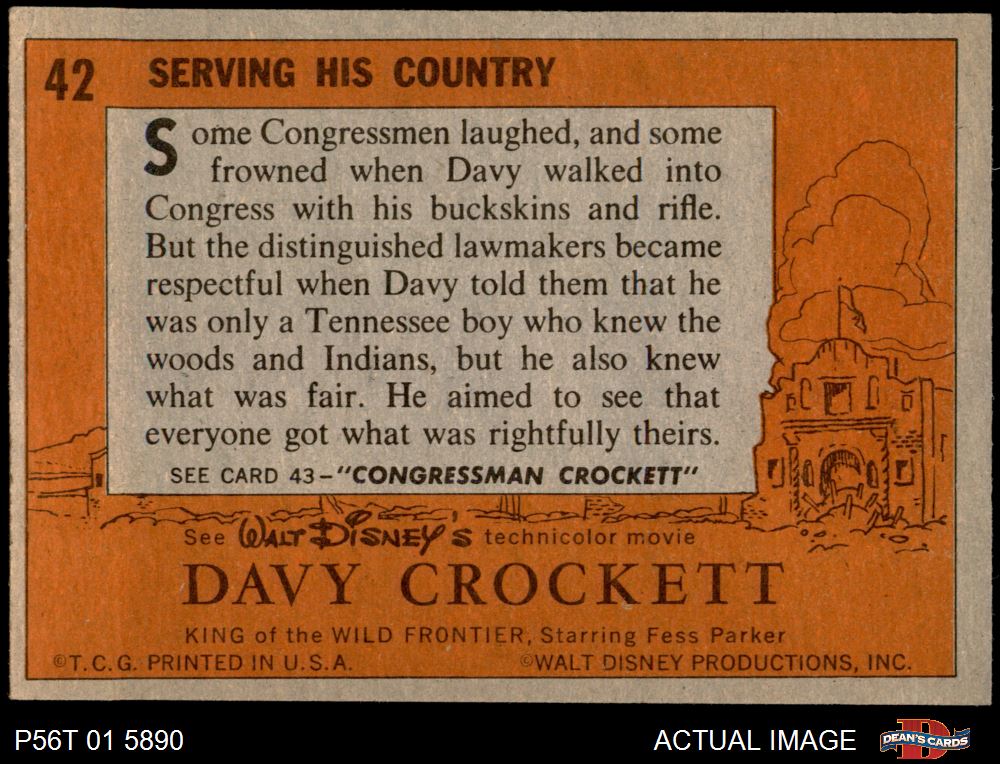 42 SERVING HIS COUNTRY
Some Congressmen laughed, and some
frowned when Davy walked into
Congress with his buckskins and rifle.
But the distinguished lawmakers became
respectful when Davy told them that he
was only a Tennessee boy who knew the
woods and Indians, but he also knew
what was fair. He aimed to see that
everyone got what was rightfully theirs.
SEE CARD 43-"CONGRESSMAN CROCKETT"
See WALT DISNEY'S technicolor movie
DAVY CROCKETT
KING of the WILD FRONTIER, Starring Fess Parker
©T.C.G. PRINTED IN U.S.A. ©WALT DISNEY PRODUCTIONS, INC.
P56T 01 5890 ACTUAL IMAGE D DEAN'S CARDS